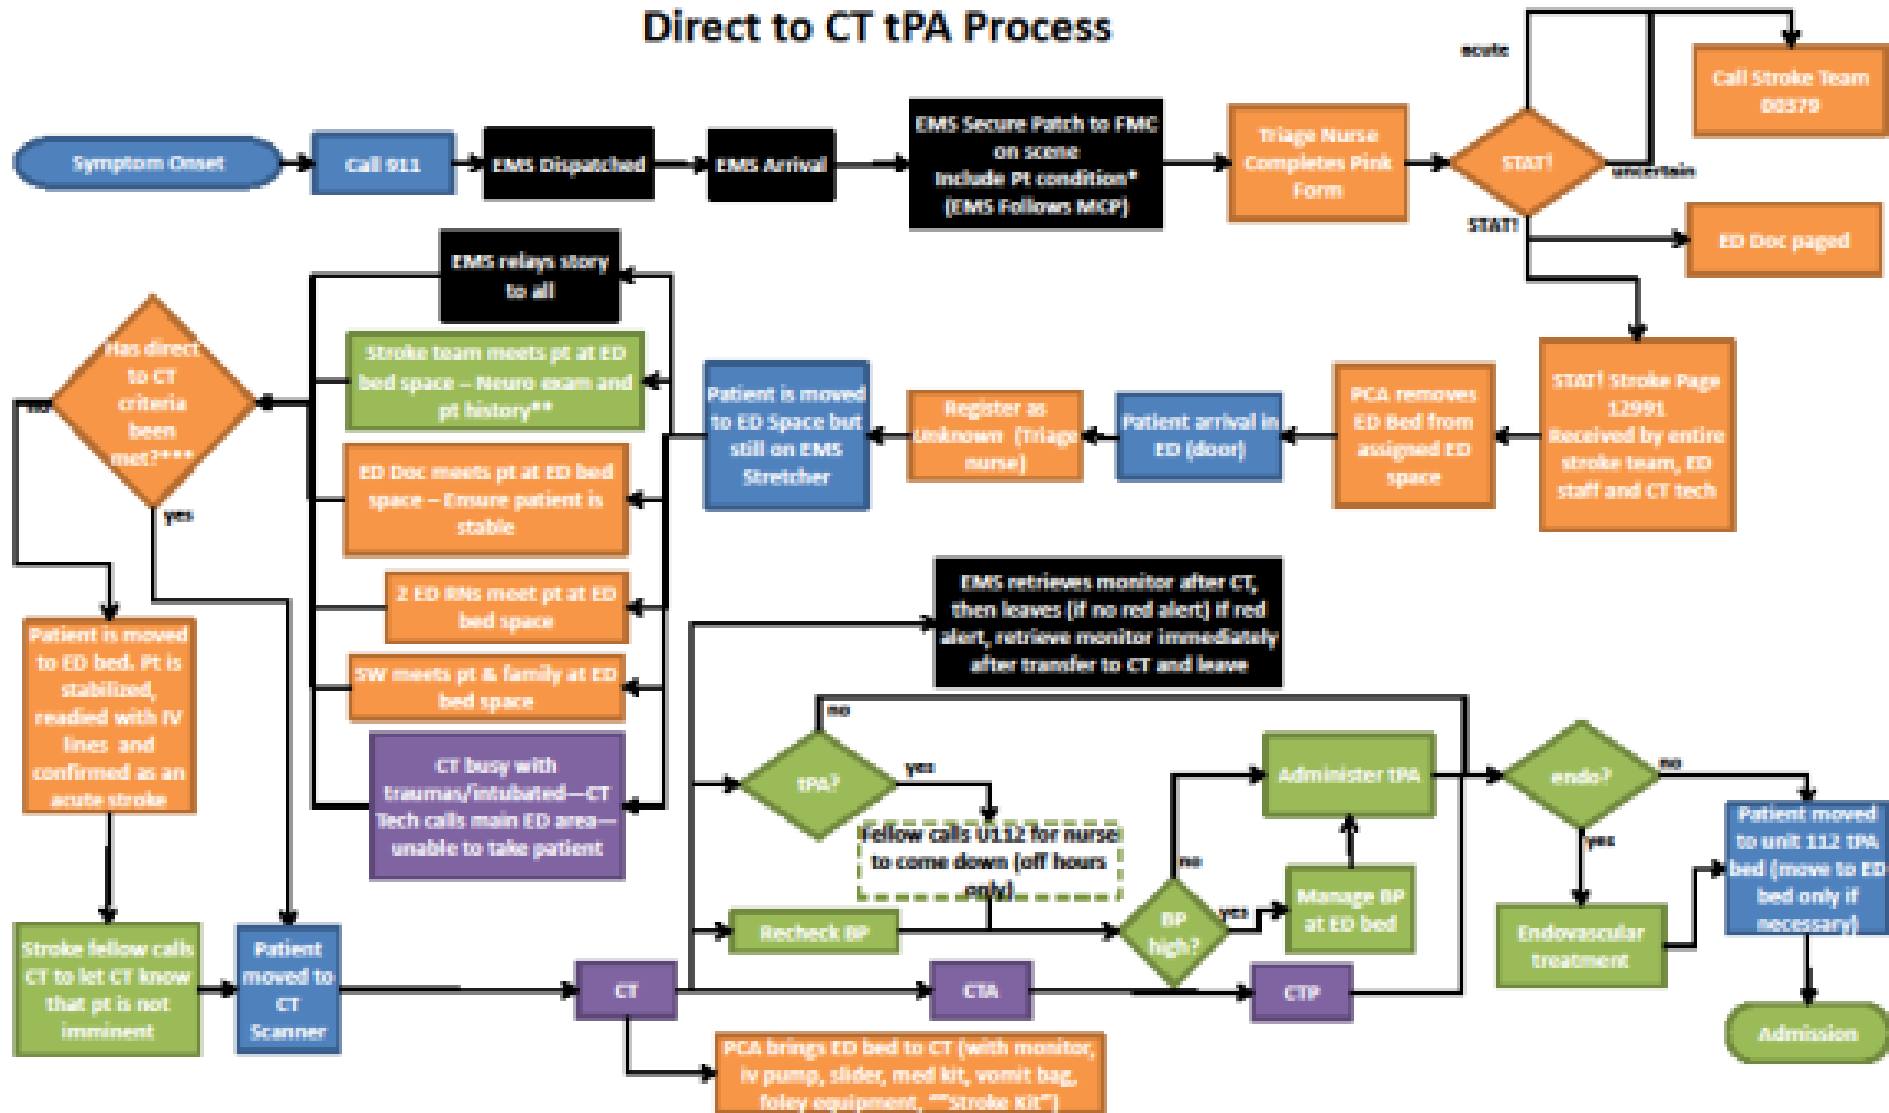 Direct to CT tPA Process
acute
Call Stroke Team
00379
Symptom Onset
Call 911
EMS Dispatched
EMS Arrival
EMS Secure Patch to FMC
on scene
Include Pt condition*
(EMS Follows MCP)
Triage Nurse
Completes Pink
Form
STAT!
uncertain
STAT!
ED Doc paged
EMS relays story
to all
Has direct
to CT
criteria
been
met?***
no
yes
Stroke team meets pt at ED
bed space – Neuro exam and
pt history**
ED Doc meets pt at ED bed
space – Ensure patient is
stable
2 ED RNs meet pt at ED
bed space
SW meets pt & family at ED
bed space
CT busy with
traumas/intubated—CT
Tech calls main ED area—
unable to take patient
Patient is moved
to ED Space but
still on EMS
Stretcher
Register as
Unknown (Triage
nurse)
Patient arrival in
ED (door)
PCA removes
ED Bed from
assigned ED
space
STAT! Stroke Page
12991
Received by entire
stroke team, ED
staff and CT tech
Patient is moved
to ED bed. Pt is
stabilized,
readied with IV
lines and
confirmed as an
acute stroke
EMS retrieves monitor after CT,
then leaves (if no red alert) if red
alert, retrieve monitor immediately
after transfer to CT and leave
no
tPA?
yes
Fellow calls U112 for nurse
to come down (off hours
only)
Administer tPA
endo?
no
yes
no
BP
high?
yes
Manage BP
at ED bed
Recheck BP
Patient moved
to unit 112 tPA
bed (move to ED
bed only if
necessary)
Endovascular
treatment
Stroke fellow calls
CT to let CT know
that pt is not
imminent
Patient
moved to
CT
Scanner
CT
CTA
CTP
Admission
PCA brings ED bed to CT (with monitor,
iv pump, slider, med kit, vomit bag,
foley equipment, ""Stroke Kit")